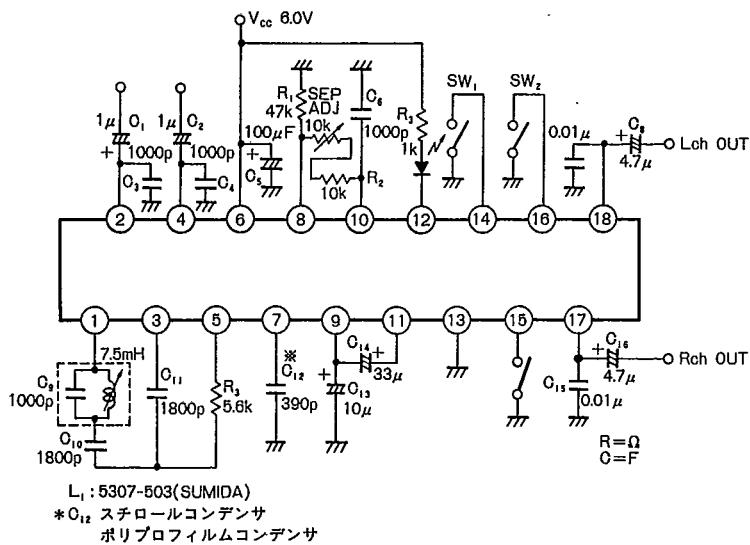 Vcc 6.0V
R₁
47k
SEP
ADJ
10k
C₆
1000p
R₃
1k
SW₁
SW₂
0.01μ
+ C₈
4.7μ
Lch OUT
1μ
C₁
+
1000p
C₃
1μ
C₂
+
1000p
C₄
100μF
+
C₅
10k
R₂
2
4
6
8
10
12
14
16
18
1
3
5
7
9
11
13
15
17
7.5mH
C₉
1000p
C₁₀
1800p
C₁₁
1800p
R₃
5.6k
※
C₁₂
390p
+
C₁₃
10μ
C₁₄
+
33μ
+ C₁₆
4.7μ
Rch OUT
C₁₅
0.01μ
R=Ω
C=F
L₁ : 5307-503(SUMIDA)
*C₁₂ スチロールコンデンサ
ポリプロフィルムコンデンサ